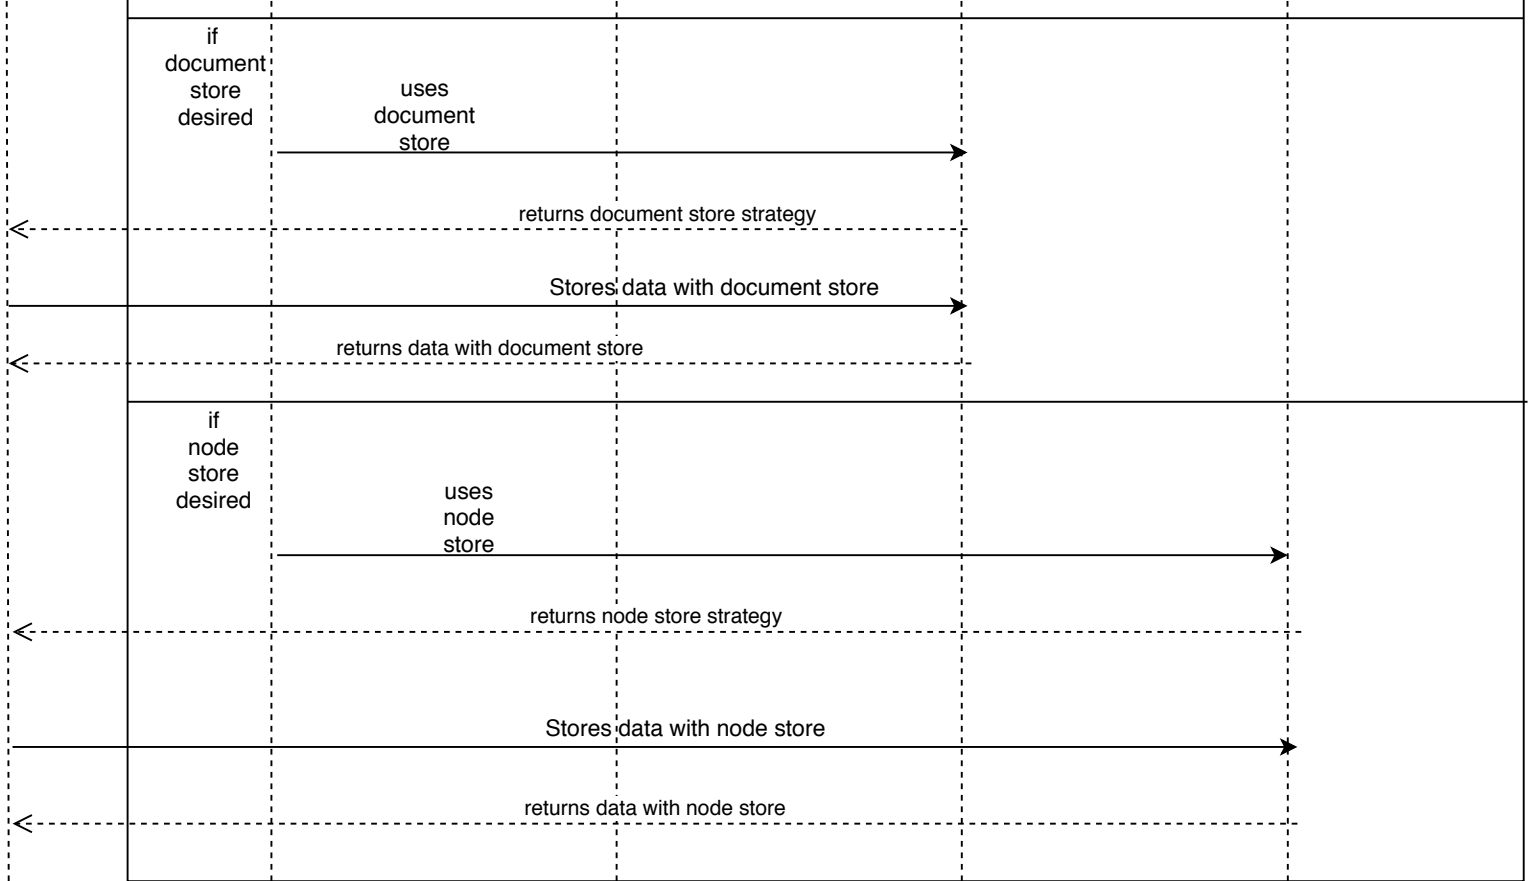 if
document
store
desired
uses
document
store
returns document store strategy
Stores data with document store
returns data with document store
if
node
store
desired
uses
node
store
returns node store strategy
Stores data with node store
returns data with node store